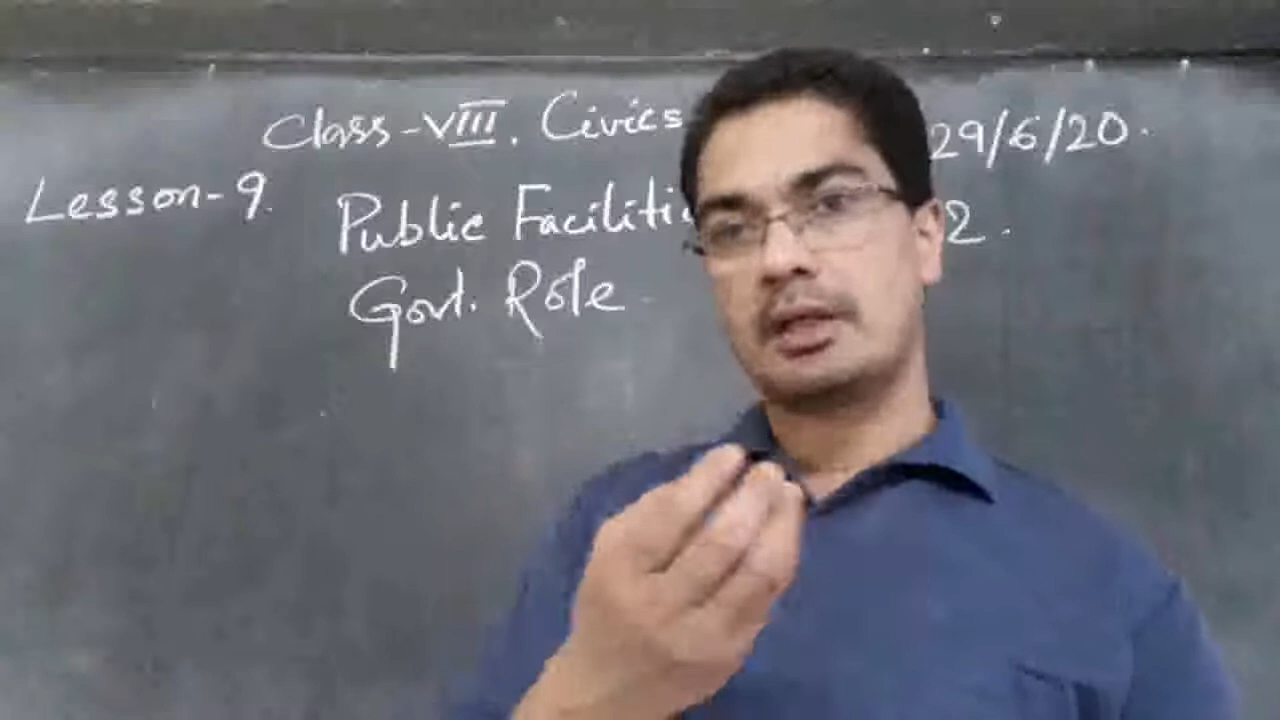 Class-VIII. Civics 29/6/20.
Lesson-9. Public Faciliti 2.
Govt. Role